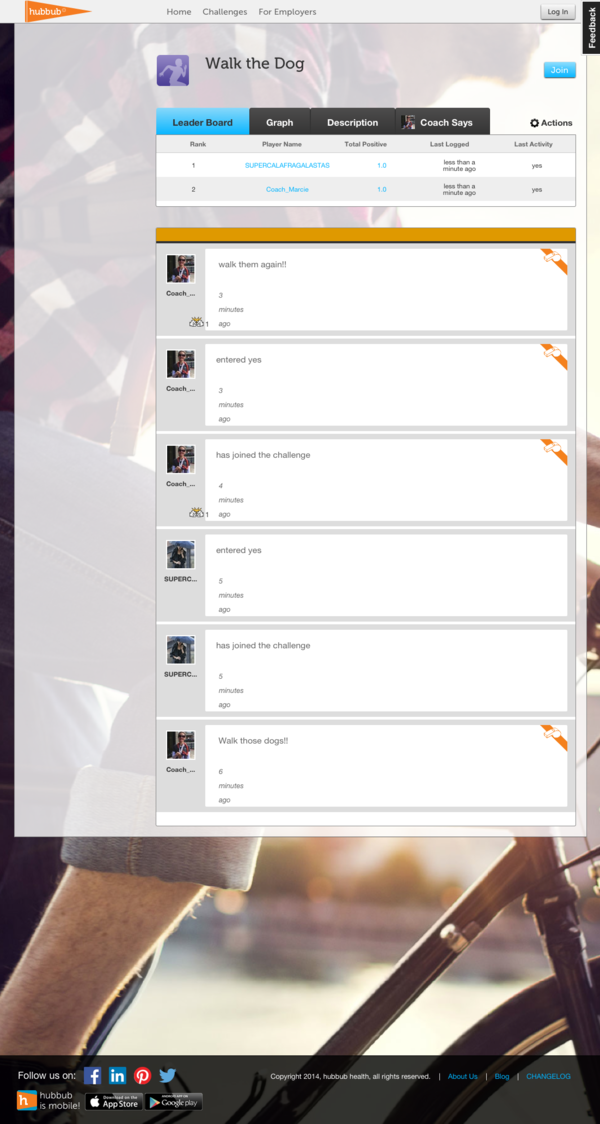 hubbub
Home Challenges For Employers
Log In
Feedback
Walk the Dog
Join
Leader Board Graph Description Coach Says Actions
Rank Player Name Total Positive Last Logged Last Activity
1 SUPERCALAFRAGALASTAS 1.0 less than a minute ago yes
2 Coach_Marcie 1.0 less than a minute ago yes
walk them again!!
Coach_...
3
minutes
ago
1
entered yes
Coach_...
3
minutes
ago
has joined the challenge
Coach_...
4
minutes
ago
1
entered yes
SUPERC...
5
minutes
ago
has joined the challenge
SUPERC...
5
minutes
ago
Walk those dogs!!
Coach_...
6
minutes
ago
Follow us on:
Copyright 2014, hubbub health, all rights reserved. | About Us | Blog | CHANGELOG
hubbub
is mobile!
Download on the
App Store
ANDROID APP ON
Google play